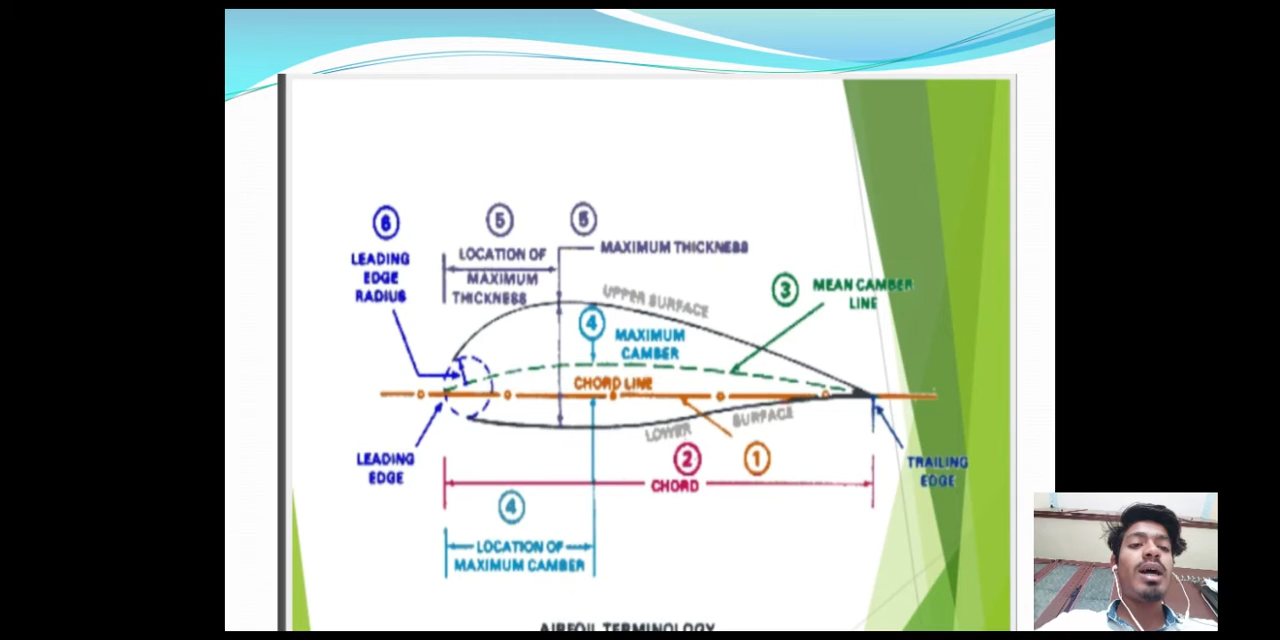 6
5
5
LEADING
EDGE
RADIUS
LOCATION OF
MAXIMUM
THICKNESS
MAXIMUM THICKNESS
UPPER SURFACE
3
MEAN CAMBER
LINE
4
MAXIMUM
CAMBER
CHORD LINE
LOWER SURFACE
LEADING
EDGE
2
1
CHORD
TRAILING
EDGE
4
LOCATION OF
MAXIMUM CAMBER
AIRFOIL TERMINOLOGY